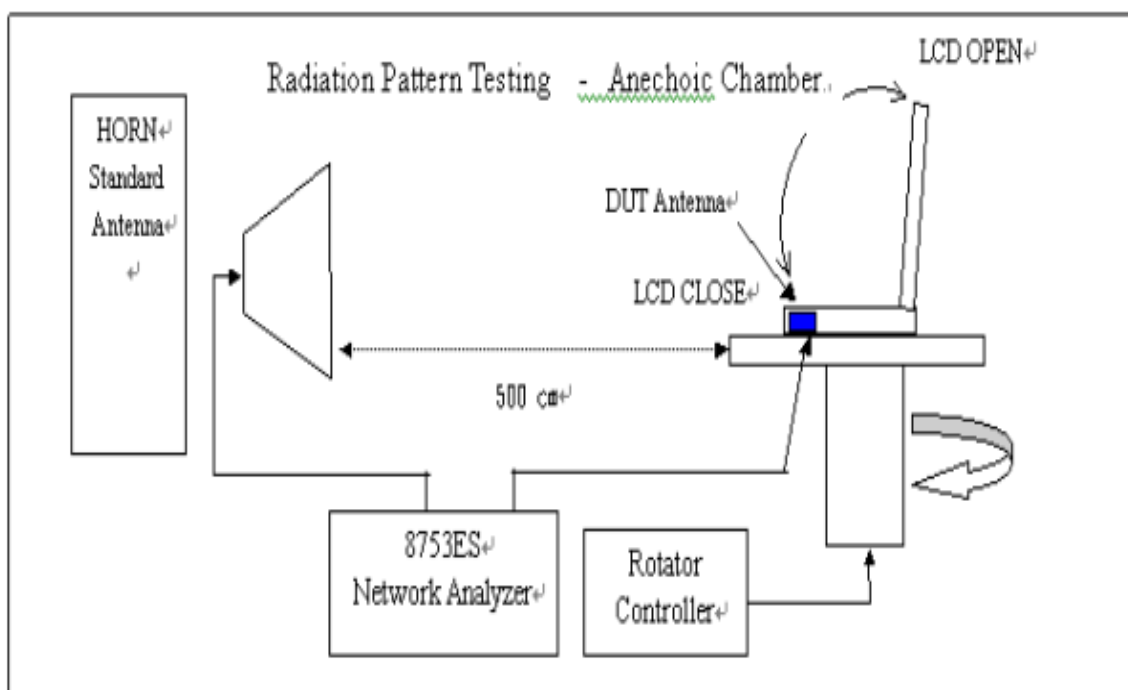 LCD OPEN
Radiation Pattern Testing - Anechoic Chamber.
HORN
Standard
Antenna
DUT Antenna
LCD CLOSE
500 cm
8753ES
Network Analyzer
Rotator
Controller